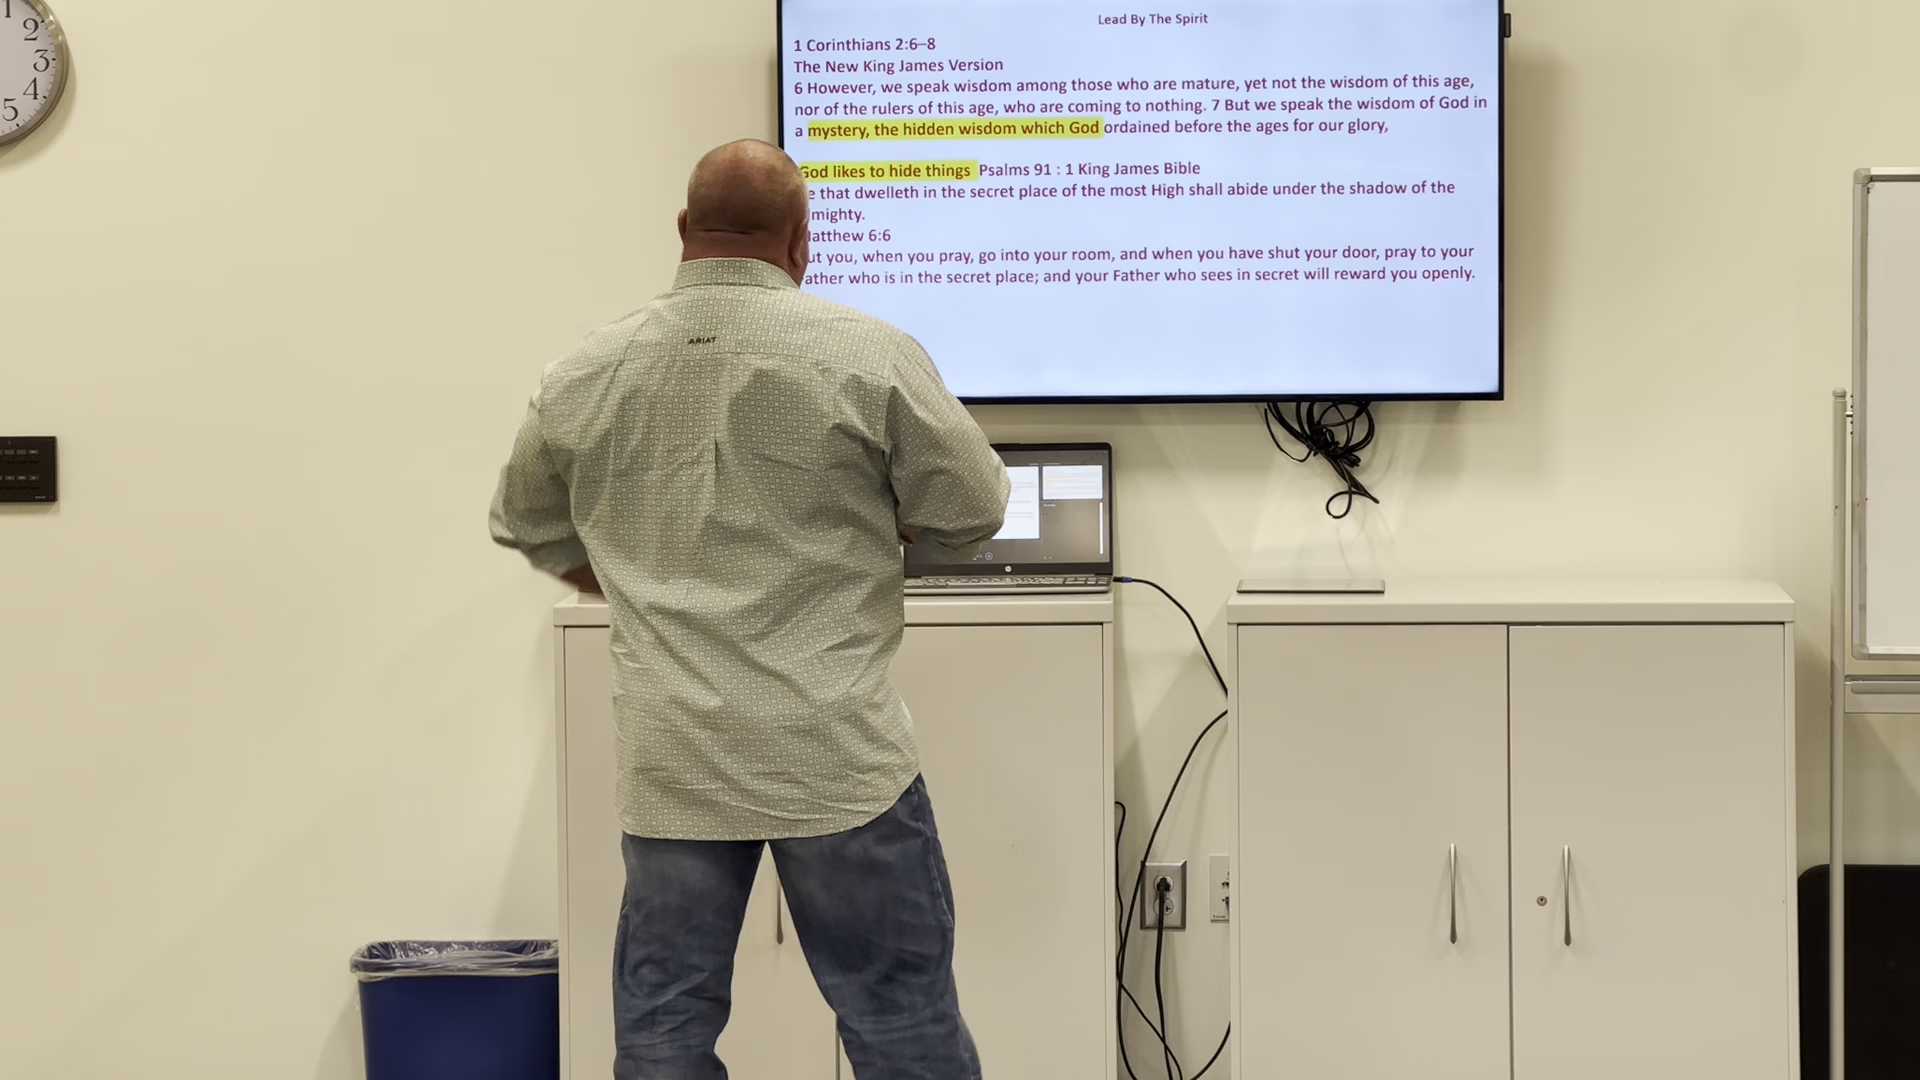 Lead By The Spirit
1 Corinthians 2:6–8
The New King James Version
6 However, we speak wisdom among those who are mature, yet not the wisdom of this age,
nor of the rulers of this age, who are coming to nothing. 7 But we speak the wisdom of God in
a mystery, the hidden wisdom which God ordained before the ages for our glory,
God likes to hide things Psalms 91 : 1 King James Bible
e that dwelleth in the secret place of the most High shall abide under the shadow of the
mighty.
atthew 6:6
ut you, when you pray, go into your room, and when you have shut your door, pray to your
ather who is in the secret place; and your Father who sees in secret will reward you openly.
1
2
3
4
5
ARIAT
hp